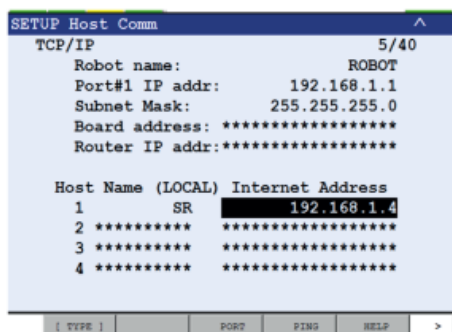 SETUP Host Comm
TCP/IP 5/40
Robot name: ROBOT
Port#1 IP addr: 192.168.1.1
Subnet Mask: 255.255.255.0
Board address: ******************
Router IP addr:******************
Host Name (LOCAL) Internet Address
1 SR 192.168.1.4
2 ********** ******************
3 ********** ******************
4 ********** ******************
[ TYPE ] PORT PING HELP >